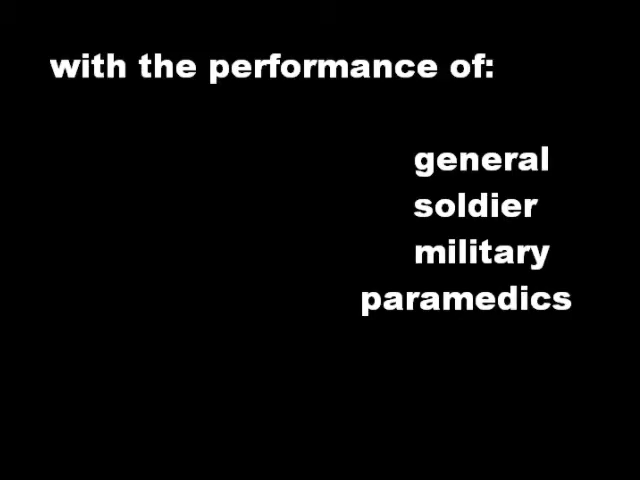 with the performance of:
general
soldier
military
paramedics